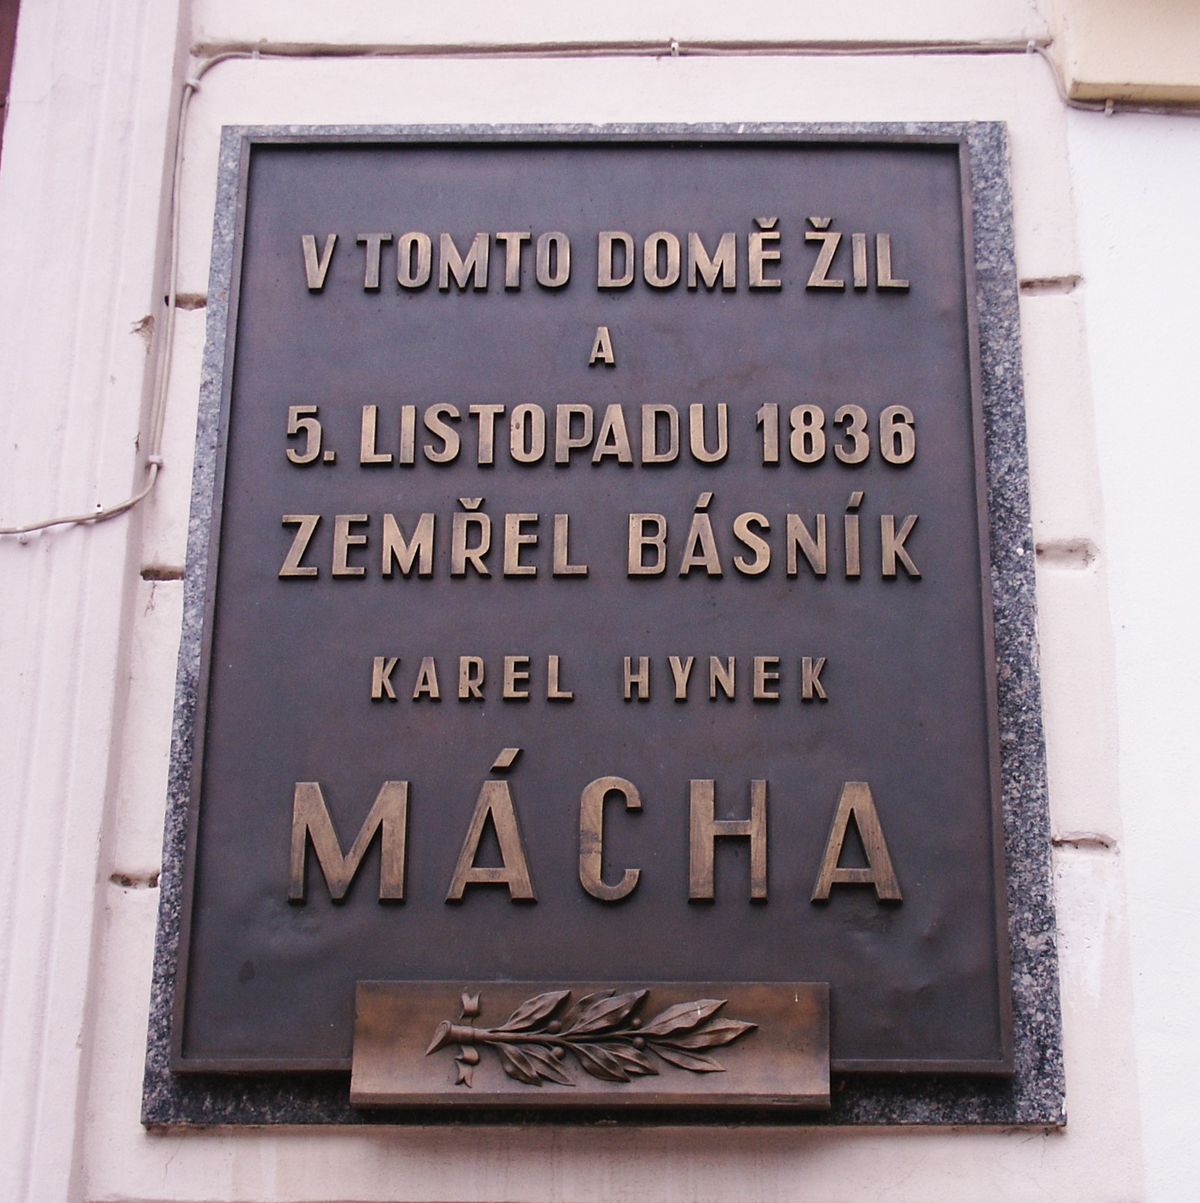 V TOMTO DOMĚ ŽIL
A
5. LISTOPADU 1836
ZEMŘEL BÁSNÍK
KAREL HYNEK
MÁCHA